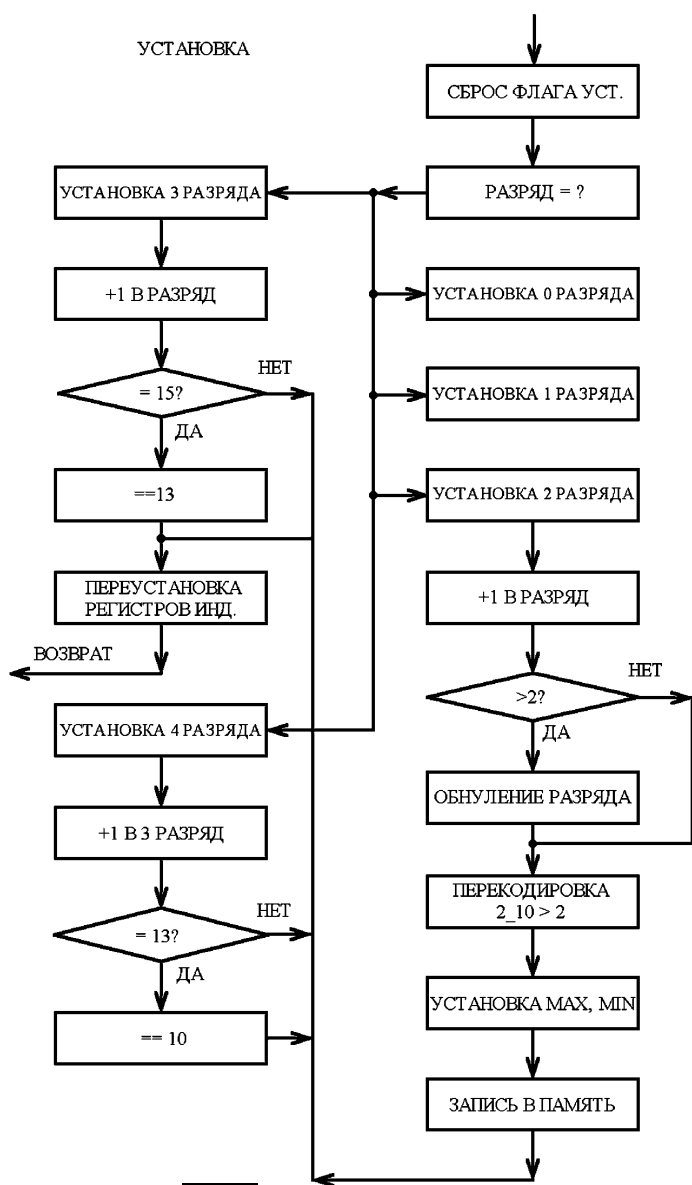 УСТАНОВКА
СБРОС ФЛАГА УСТ.
РАЗРЯД = ?
УСТАНОВКА 3 РАЗРЯДА
+1 В РАЗРЯД
= 15?
НЕТ
ДА
==13
ПЕРЕУСТАНОВКА
РЕГИСТРОВ ИНД.
ВОЗВРАТ
УСТАНОВКА 4 РАЗРЯДА
+1 В 3 РАЗРЯД
= 13?
НЕТ
ДА
== 10
УСТАНОВКА 0 РАЗРЯДА
УСТАНОВКА 1 РАЗРЯДА
УСТАНОВКА 2 РАЗРЯДА
+1 В РАЗРЯД
>2?
НЕТ
ДА
ОБНУЛЕНИЕ РАЗРЯДА
ПЕРЕКОДИРОВКА
2_10 > 2
УСТАНОВКА MAX, MIN
ЗАПИСЬ В ПАМЯТЬ